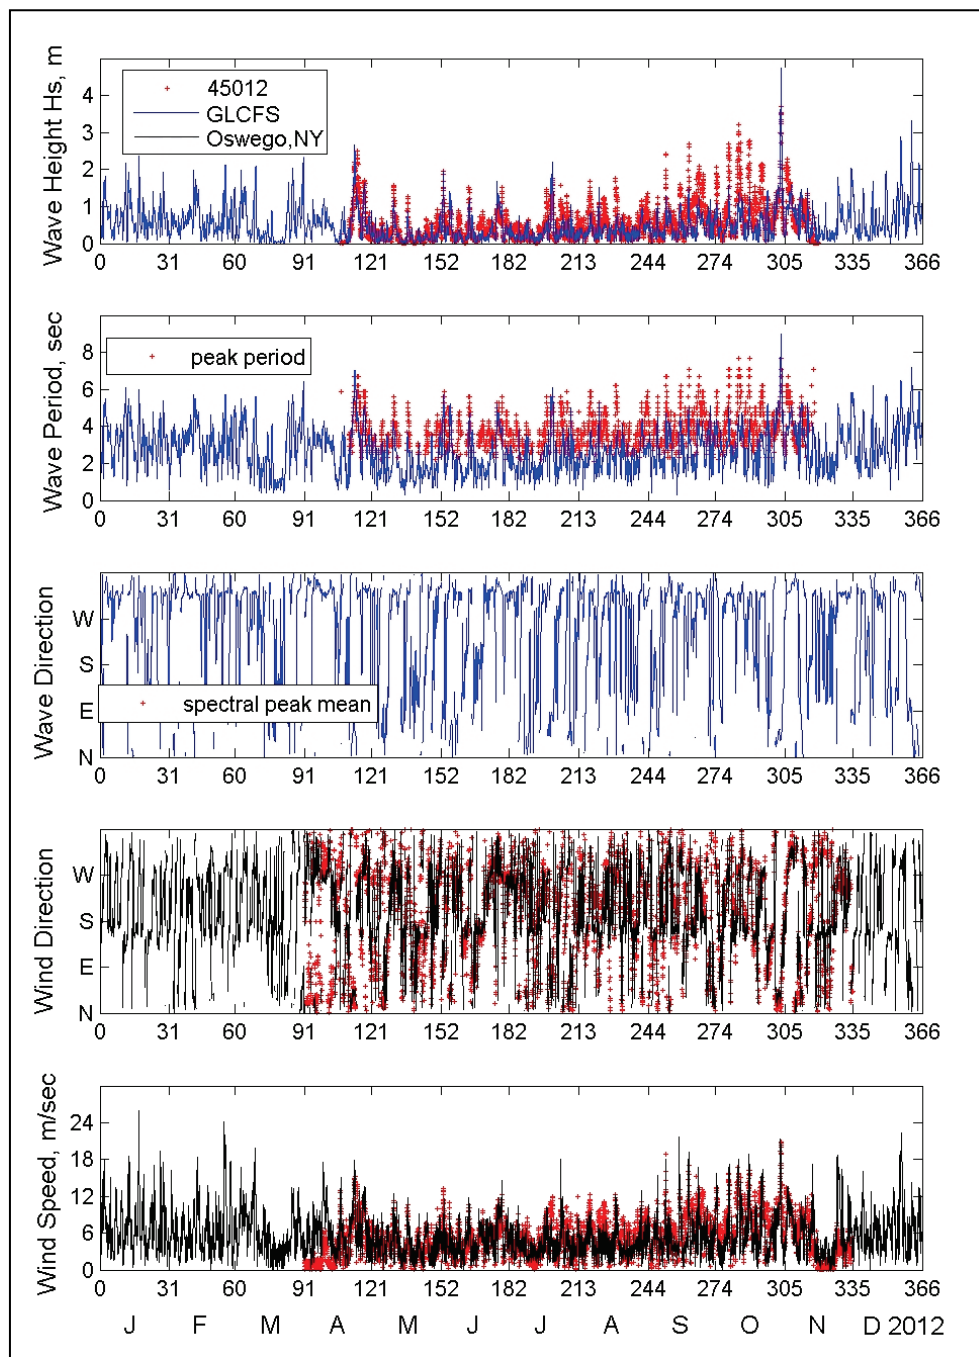 Wave Height Hs, m
4
3
2
1
0
45012
GLCFS
Oswego,NY
0 31 60 91 121 152 182 213 244 274 305 335 366
Wave Period, sec
8
6
4
2
0
peak period
0 31 60 91 121 152 182 213 244 274 305 335 366
Wave Direction
W
S
E
N
spectral peak mean
0 31 60 91 121 152 182 213 244 274 305 335 366
Wind Direction
W
S
E
N
0 31 60 91 121 152 182 213 244 274 305 335 366
Wind Speed, m/sec
24
18
12
6
0
0 31 60 91 121 152 182 213 244 274 305 335 366
J F M A M J J A S O N D 2012